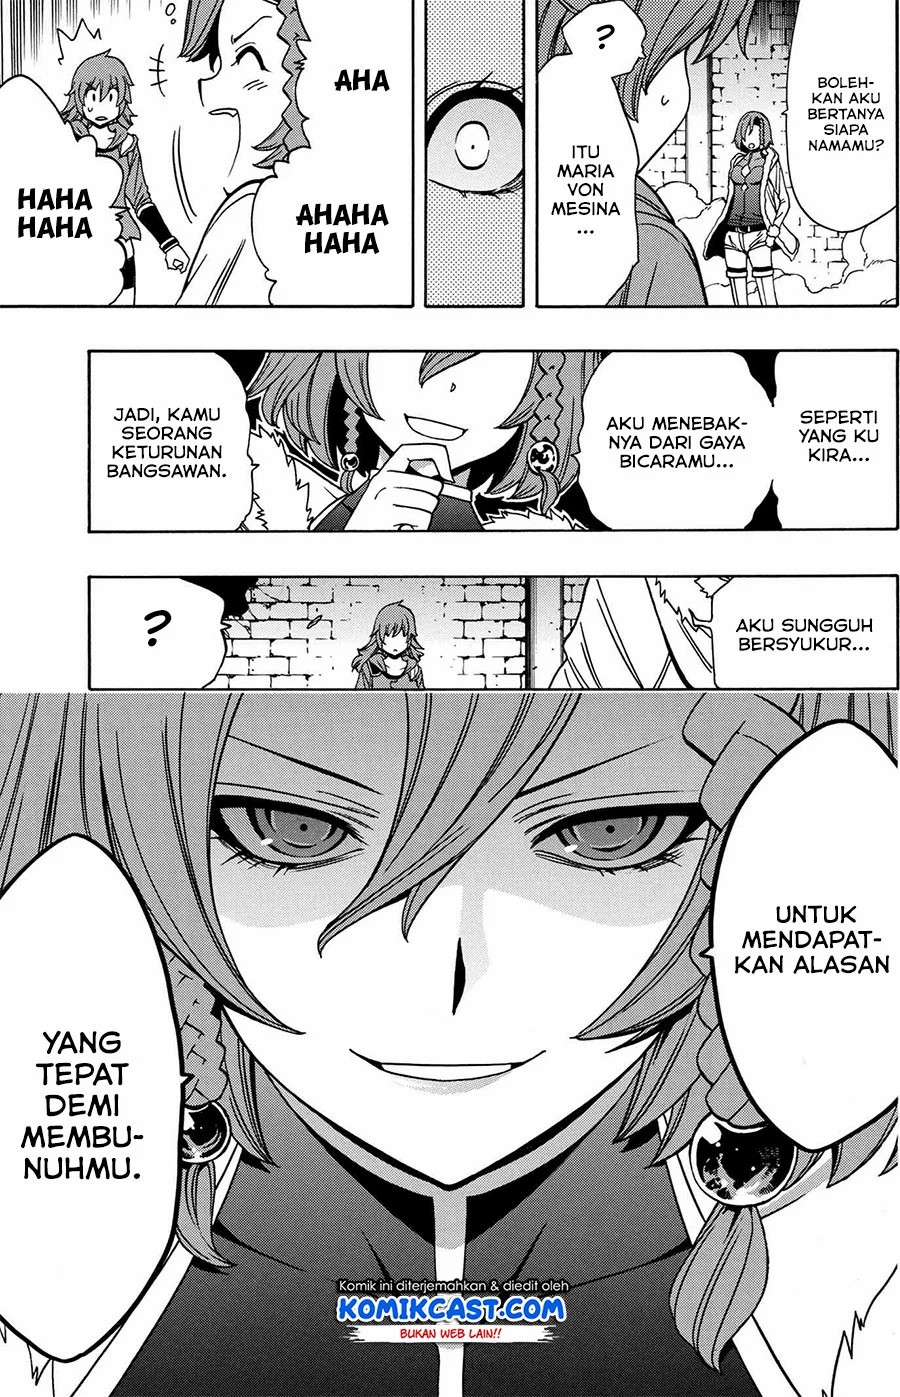 BOLEH-
KAN AKU
BERTANYA
SIAPA
NAMAMU?
?
ITU
MARIA
VON
MESINA
...
AHA
AHAHA
HAHA
HAHA
HAHA
SEPERTI
YANG KU
KIRA...
AKU MENEBAK-
NYA DARI GAYA
BICARAMU...
JADI, KAMU
SEORANG
KETURUNAN
BANGSAWAN.
AKU SUNGGUH
BERSYUKUR...
?
UNTUK
MENDAPAT-
KAN ALASAN
YANG
TEPAT
DEMI
MEMBU-
NUHMU.
Komik ini diterjemahkan & diedit oleh
KOMIKCAST.COM
BUKAN WEB LAIN!!